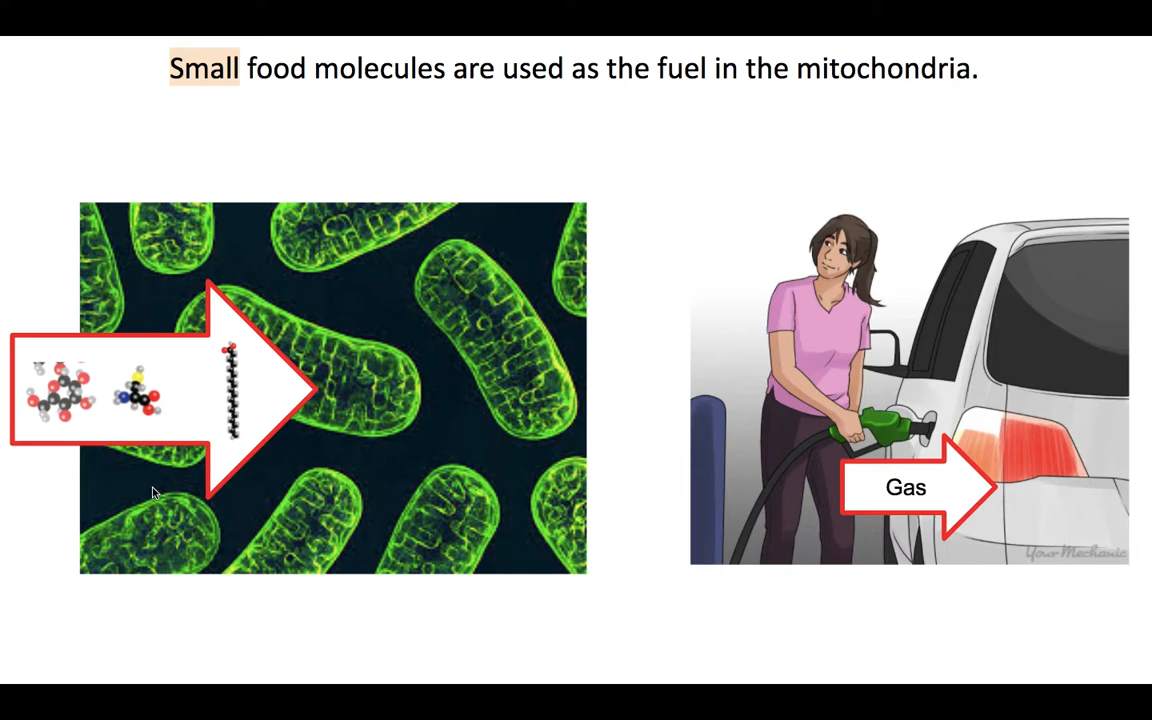 Small food molecules are used as the fuel in the mitochondria.
Gas
YourMechanic